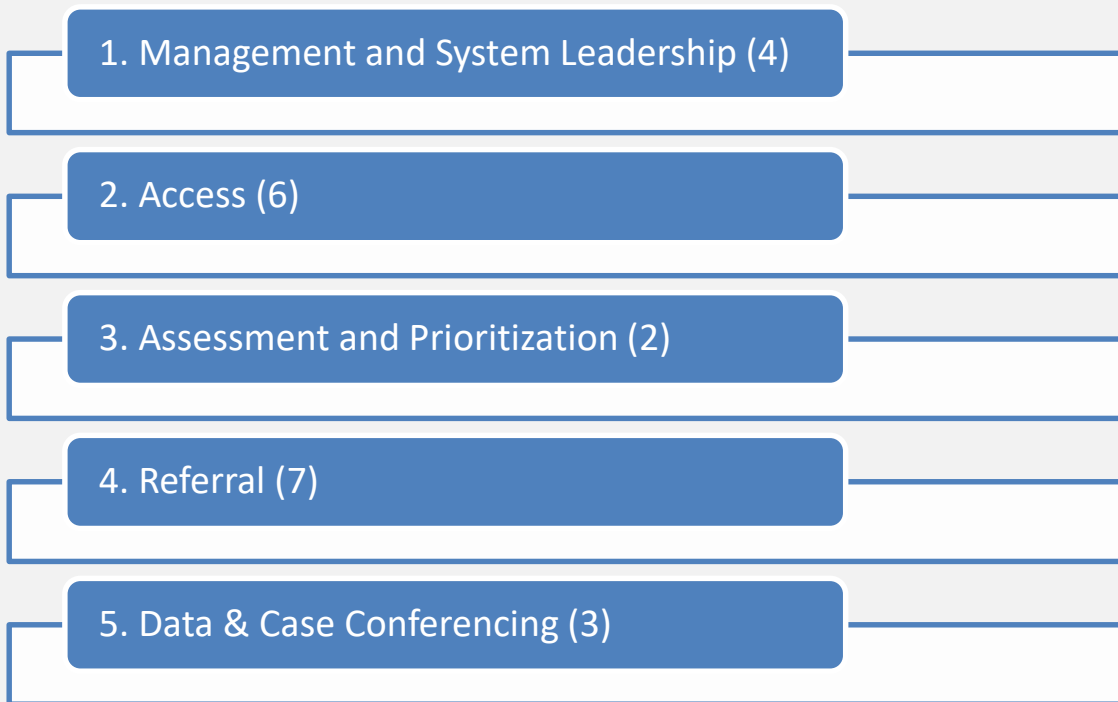 1. Management and System Leadership (4)
2. Access (6)
3. Assessment and Prioritization (2)
4. Referral (7)
5. Data & Case Conferencing (3)